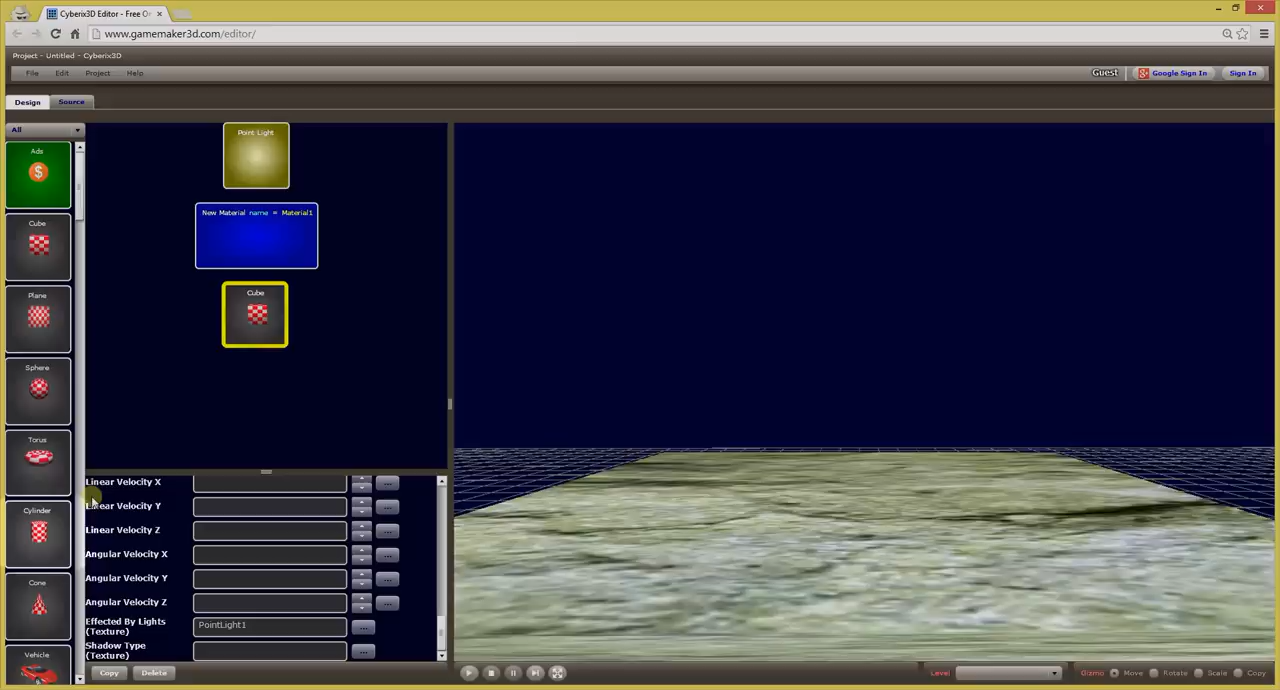 Cyberix3D Editor - Free O
www.gamemaker3d.com/editor/
Project - Untitled - Cyberix3D
File Edit Project Help
Guest Google Sign In Sign In
Design Source
All
Ads
$
Cube
Plane
Sphere
Torus
Cylinder
Cone
Vehicle
Point Light
New Material name = Material1
Cube
Linear Velocity X ...
Linear Velocity Y ...
Linear Velocity Z ...
Angular Velocity X ...
Angular Velocity Y ...
Angular Velocity Z ...
Effected By Lights
(Texture)
PointLight1 ...
Shadow Type
(Texture)
...
Copy Delete
Level
Gizmo Move Rotate Scale Copy